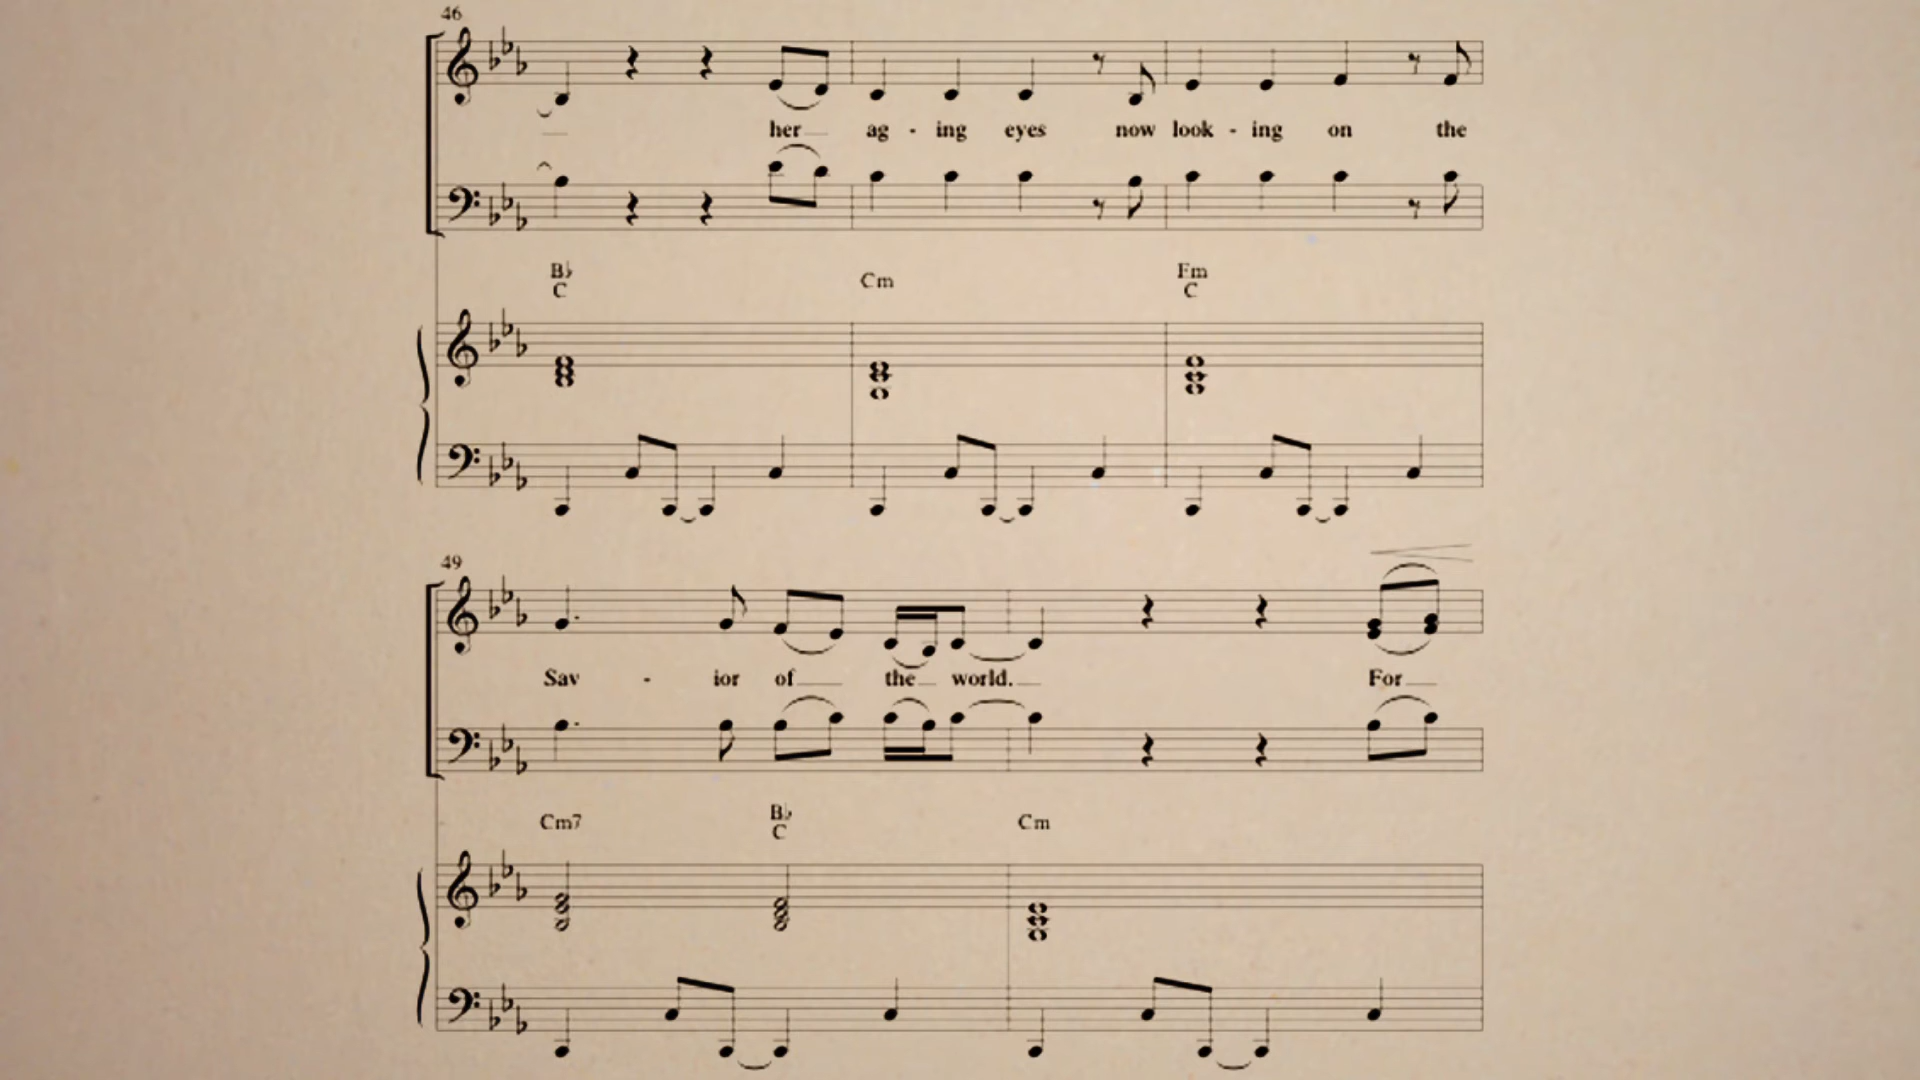 46
her ag - ing eyes now look - ing on the
B♭
C
Cm
Fm
C
49
Sav - ior of the world. For
Cm7
B♭
C
Cm